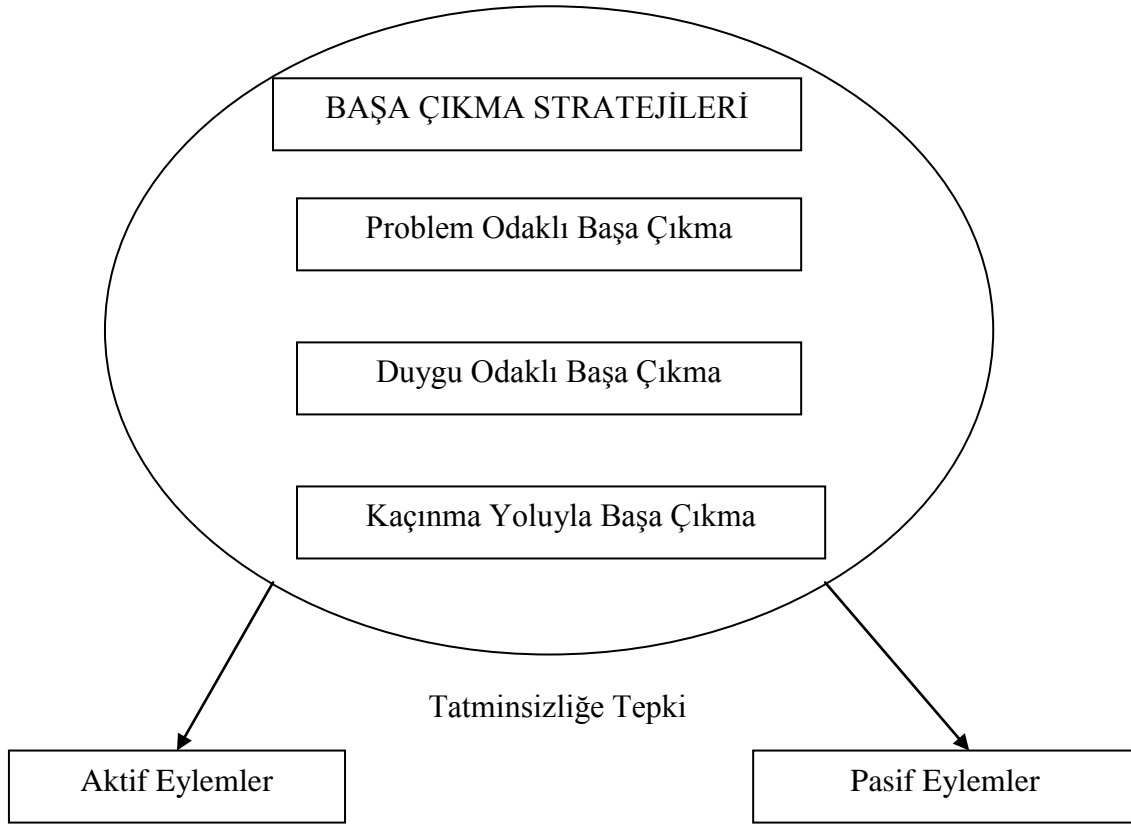 BAŞA ÇIKMA STRATEJİLERİ
Problem Odaklı Başa Çıkma
Duygu Odaklı Başa Çıkma
Kaçınma Yoluyla Başa Çıkma
Tatminsizliğe Tepki
Aktif Eylemler
Pasif Eylemler